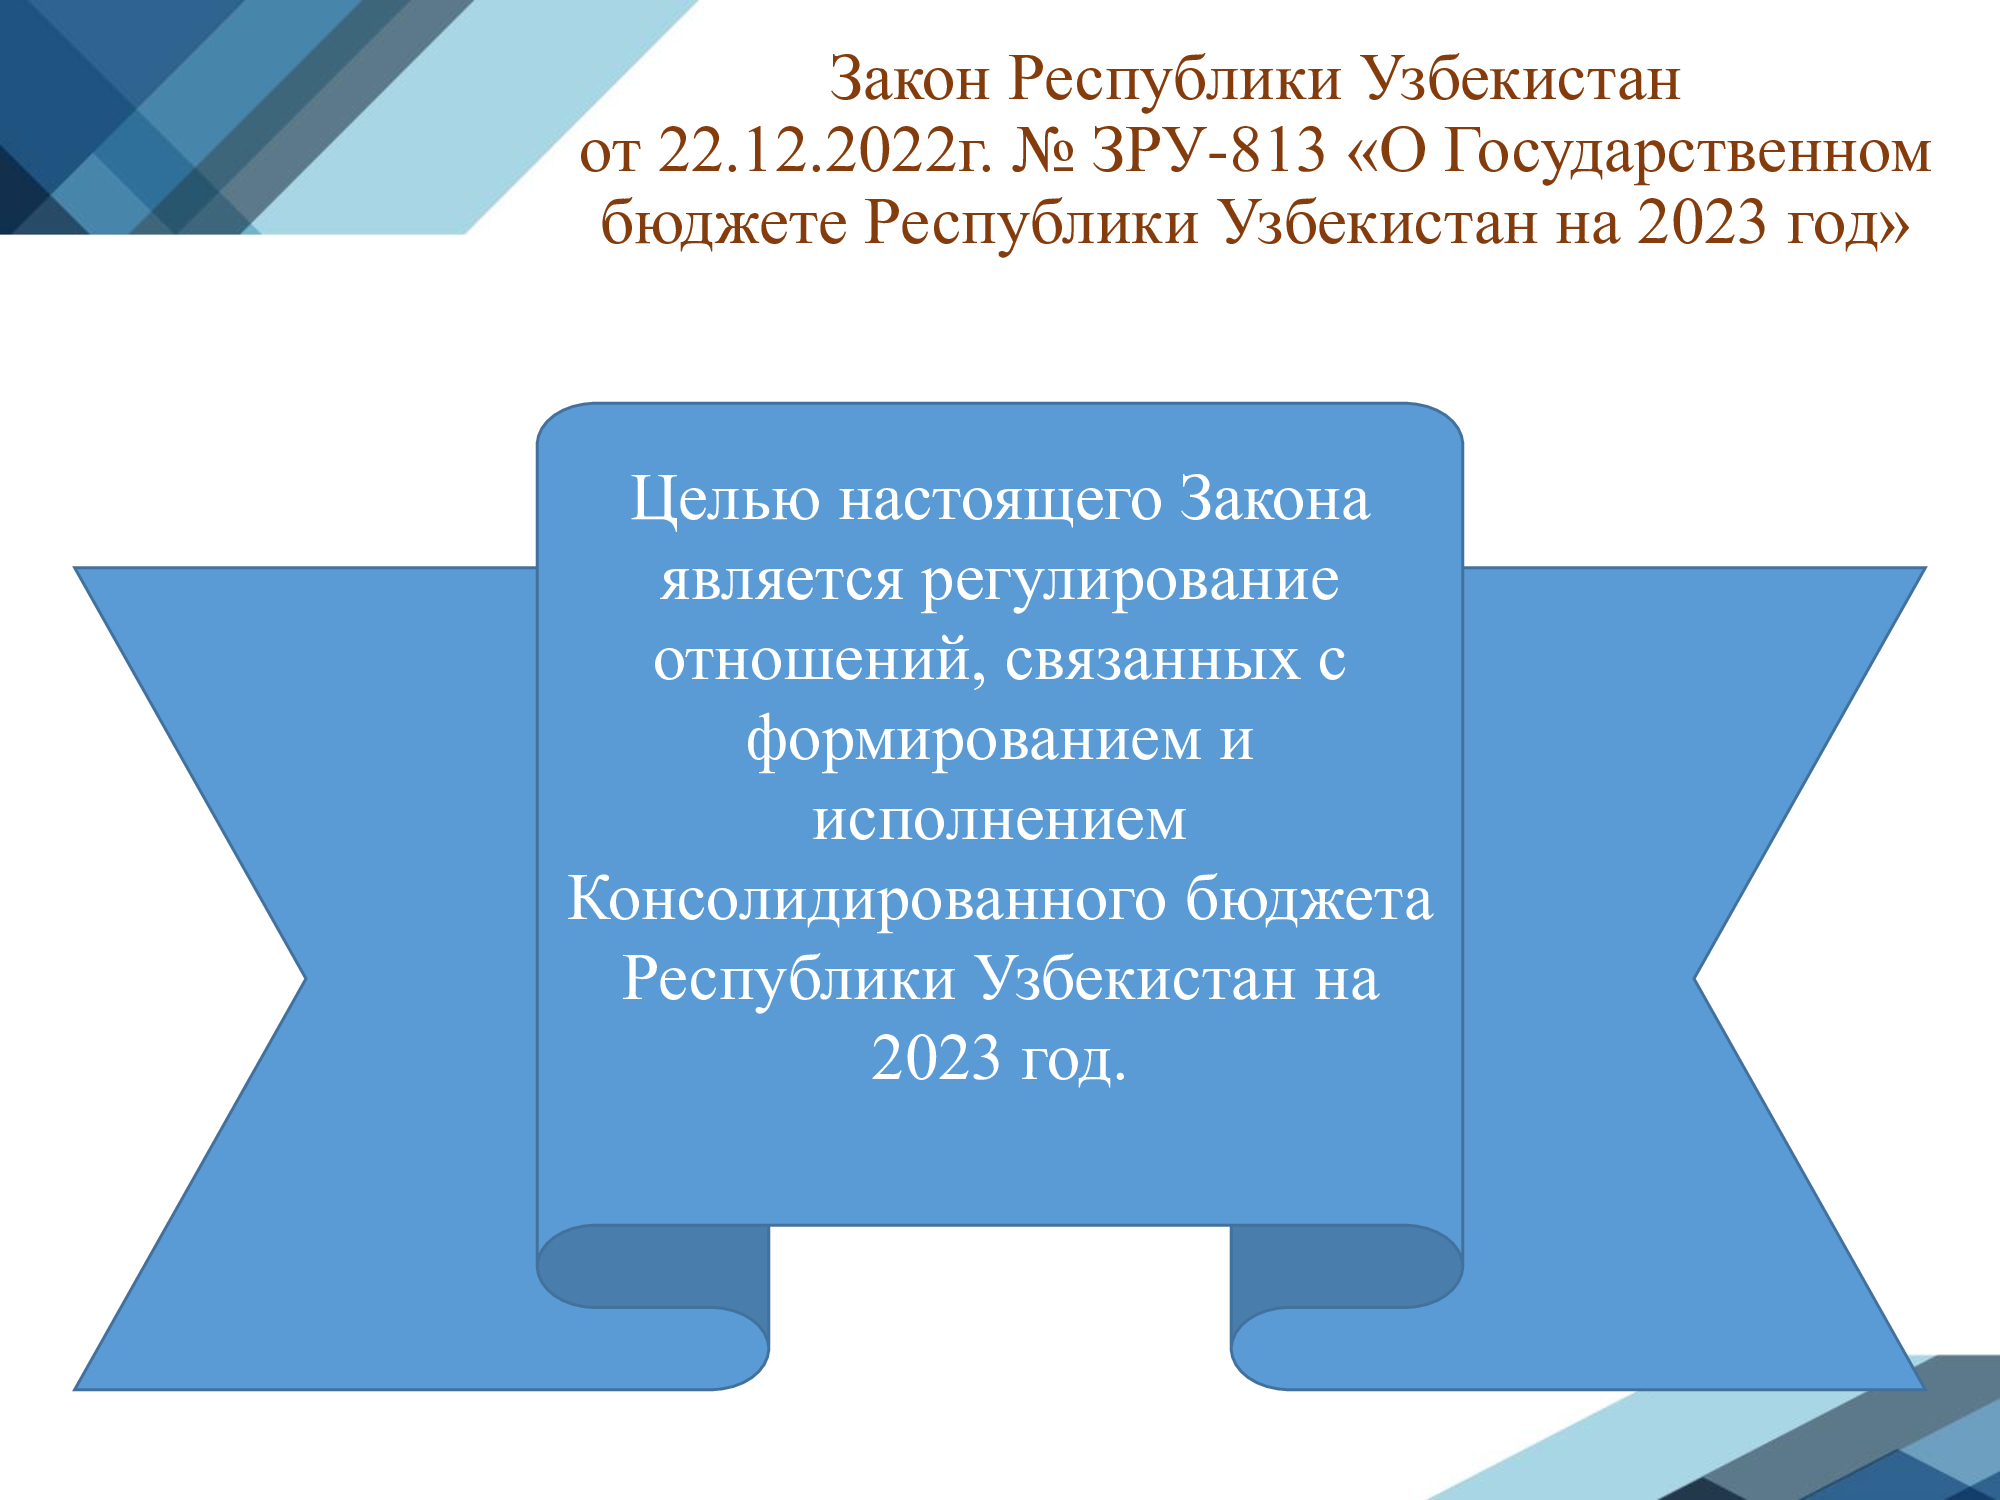 Закон Республики Узбекистан
от 22.12.2022г. № ЗРУ-813 «О Государственном
бюджете Республики Узбекистан на 2023 год»
Целью настоящего Закона
является регулирование
отношений, связанных с
формированием и
исполнением
Консолидированного бюджета
Республики Узбекистан на
2023 год.